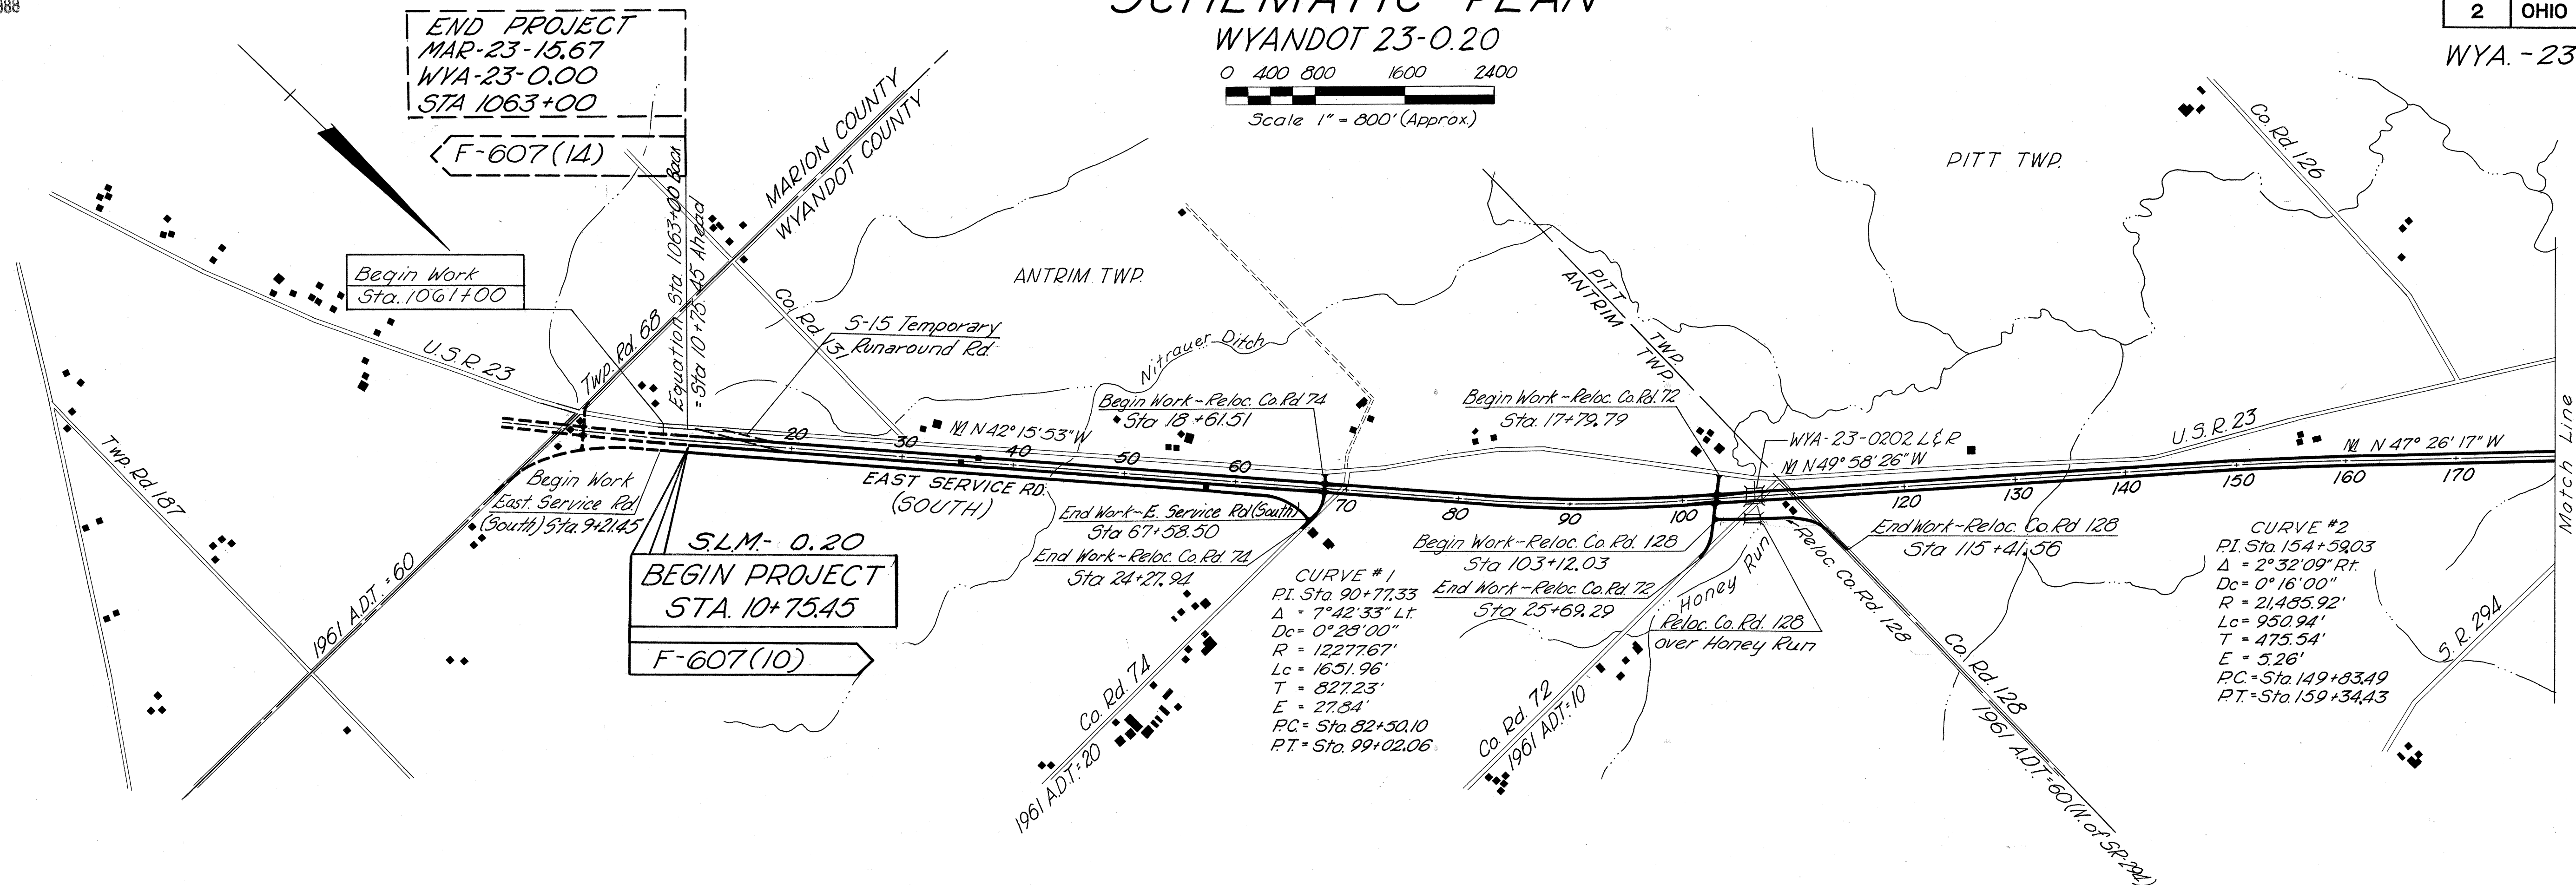 SCHEMATIC PLAN
WYANDOT 23-0.20
0 400 800 1600 2400
Scale 1" = 800' (Approx.)
2 OHIO
WYA. - 23
END PROJECT
MAR-23-15.67
WYA-23-0.00
STA 1063+00
F-607(14)
MARION COUNTY
WYANDOT COUNTY
Equation Sta. 1063+00 Back
= Sta 10+75.45 Ahead
Begin Work
Sta. 1061+00
U.S.R. 23
Twp. Rd. 68
Co. Rd. 131
S-15 Temporary
Runaround Rd.
ANTRIM TWP.
Nitrauer Ditch
PITT TWP.
ANTRIM TWP.
PITT TWP.
Co. Rd. 126
Twp. Rd. 187
1961 A.D.T. = 60
Begin Work
East Service Rd.
(South) Sta. 9+21.45
S.L.M.- 0.20
BEGIN PROJECT
STA. 10+75.45
F-607(10)
N 42° 15' 53" W
20 30 40 50 60 70 80 90 100 120 130 140 150 160 170
EAST SERVICE RD.
(SOUTH)
Begin Work-Reloc. Co. Rd. 74
Sta 18+61.51
End Work-E. Service Rd (South)
Sta 67+58.50
End Work-Reloc. Co. Rd. 74
Sta 24+27.94
Co. Rd. 74
1961 A.D.T. = 20
CURVE #1
P.I. Sta. 90+77.33
Δ = 7° 42' 33" Lt.
Dc = 0° 28' 00"
R = 12,277.67'
Lc = 1651.96'
T = 827.23'
E = 27.84'
P.C. = Sta. 82+50.10
P.T. = Sta. 99+02.06
Begin Work-Reloc. Co. Rd. 72
Sta. 17+79.79
WYA-23-0202 L&R
N 49° 58' 26" W
Begin Work-Reloc. Co. Rd. 128
Sta 103+12.03
End Work-Reloc. Co. Rd. 72
Sta 25+69.29
Co. Rd. 72
1961 A.D.T. = 10
Honey Run
Reloc. Co. Rd. 128
over Honey Run
Reloc. Co. Rd. 128
End Work-Reloc. Co. Rd 128
Sta 115+41.56
Co. Rd. 128
1961 A.D.T. = 60 (N. of SR-294)
U.S.R. 23
N 47° 26' 17" W
CURVE #2
P.I. Sta. 154+59.03
Δ = 2° 32' 09" Rt.
Dc = 0° 16' 00"
R = 21,485.92'
Lc = 950.94'
T = 475.54'
E = 5.26'
P.C. = Sta. 149+83.49
P.T. = Sta. 159+34.43
S.R. 294
Match Line